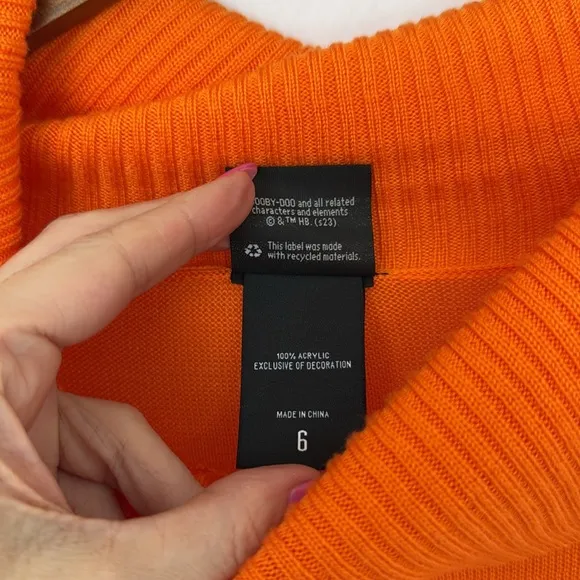 OOBY-DOO and all related
characters and elements
© & ™ HB. (s23)
This label was made
with recycled materials.
100% ACRYLIC
EXCLUSIVE OF DECORATION
MADE IN CHINA
6